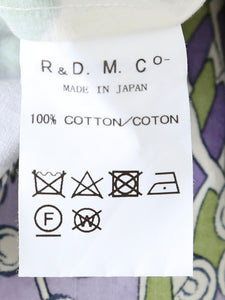 R & D. M. Co-
MADE IN JAPAN
100% COTTON/COTON
F
W